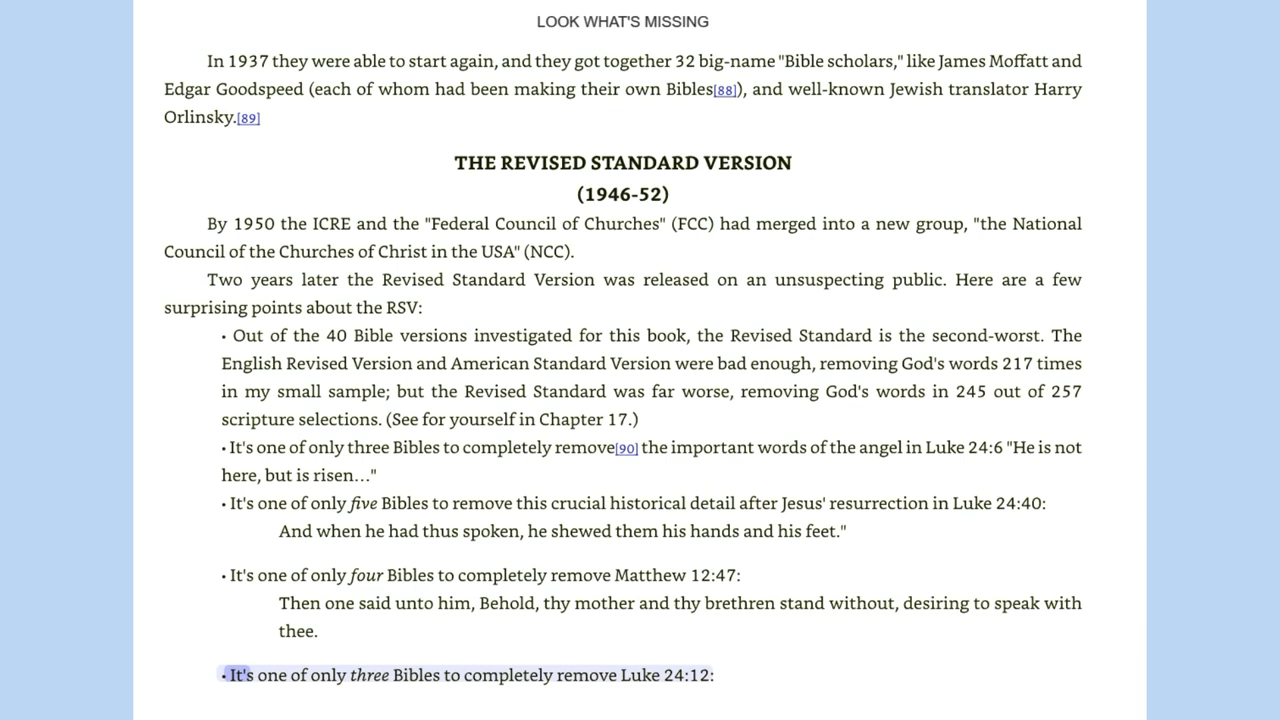 LOOK WHAT'S MISSING
In 1937 they were able to start again, and they got together 32 big-name "Bible scholars," like James Moffatt and
Edgar Goodspeed (each of whom had been making their own Bibles[88]), and well-known Jewish translator Harry
Orlinsky.[89]
THE REVISED STANDARD VERSION
(1946-52)
By 1950 the ICRE and the "Federal Council of Churches" (FCC) had merged into a new group, "the National
Council of the Churches of Christ in the USA" (NCC).
Two years later the Revised Standard Version was released on an unsuspecting public. Here are a few
surprising points about the RSV:
• Out of the 40 Bible versions investigated for this book, the Revised Standard is the second-worst. The
English Revised Version and American Standard Version were bad enough, removing God's words 217 times
in my small sample; but the Revised Standard was far worse, removing God's words in 245 out of 257
scripture selections. (See for yourself in Chapter 17.)
• It's one of only three Bibles to completely remove[90] the important words of the angel in Luke 24:6 "He is not
here, but is risen…"
• It's one of only five Bibles to remove this crucial historical detail after Jesus' resurrection in Luke 24:40:
And when he had thus spoken, he shewed them his hands and his feet."
• It's one of only four Bibles to completely remove Matthew 12:47:
Then one said unto him, Behold, thy mother and thy brethren stand without, desiring to speak with
thee.
• It's one of only three Bibles to completely remove Luke 24:12: